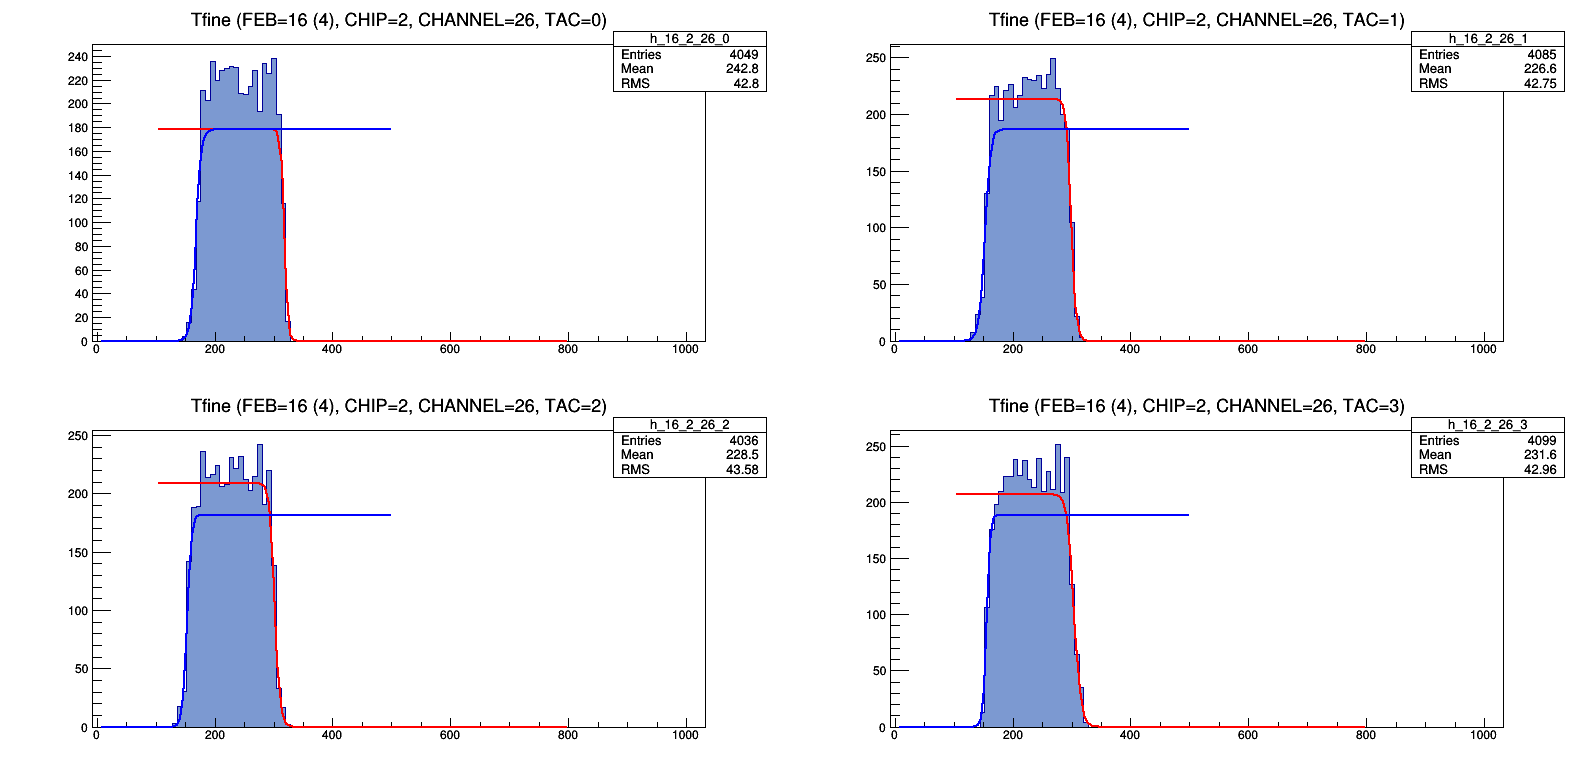 Tfine (FEB=16 (4), CHIP=2, CHANNEL=26, TAC=0)
h_16_2_26_0
Entries 4049
Mean 242.8
RMS 42.8
240
220
200
180
160
140
120
100
80
60
40
20
0
0 200 400 600 800 1000
Tfine (FEB=16 (4), CHIP=2, CHANNEL=26, TAC=1)
h_16_2_26_1
Entries 4085
Mean 226.6
RMS 42.75
250
200
150
100
50
0
0 200 400 600 800 1000
Tfine (FEB=16 (4), CHIP=2, CHANNEL=26, TAC=2)
h_16_2_26_2
Entries 4036
Mean 228.5
RMS 43.58
250
200
150
100
50
0
0 200 400 600 800 1000
Tfine (FEB=16 (4), CHIP=2, CHANNEL=26, TAC=3)
h_16_2_26_3
Entries 4099
Mean 231.6
RMS 42.96
250
200
150
100
50
0
0 200 400 600 800 1000